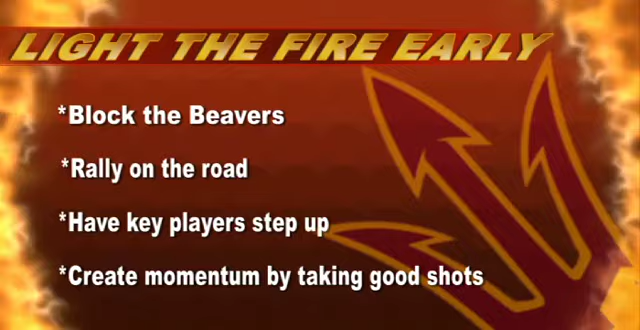 LIGHT THE FIRE EARLY
*Block the Beavers
*Rally on the road
*Have key players step up
*Create momentum by taking good shots